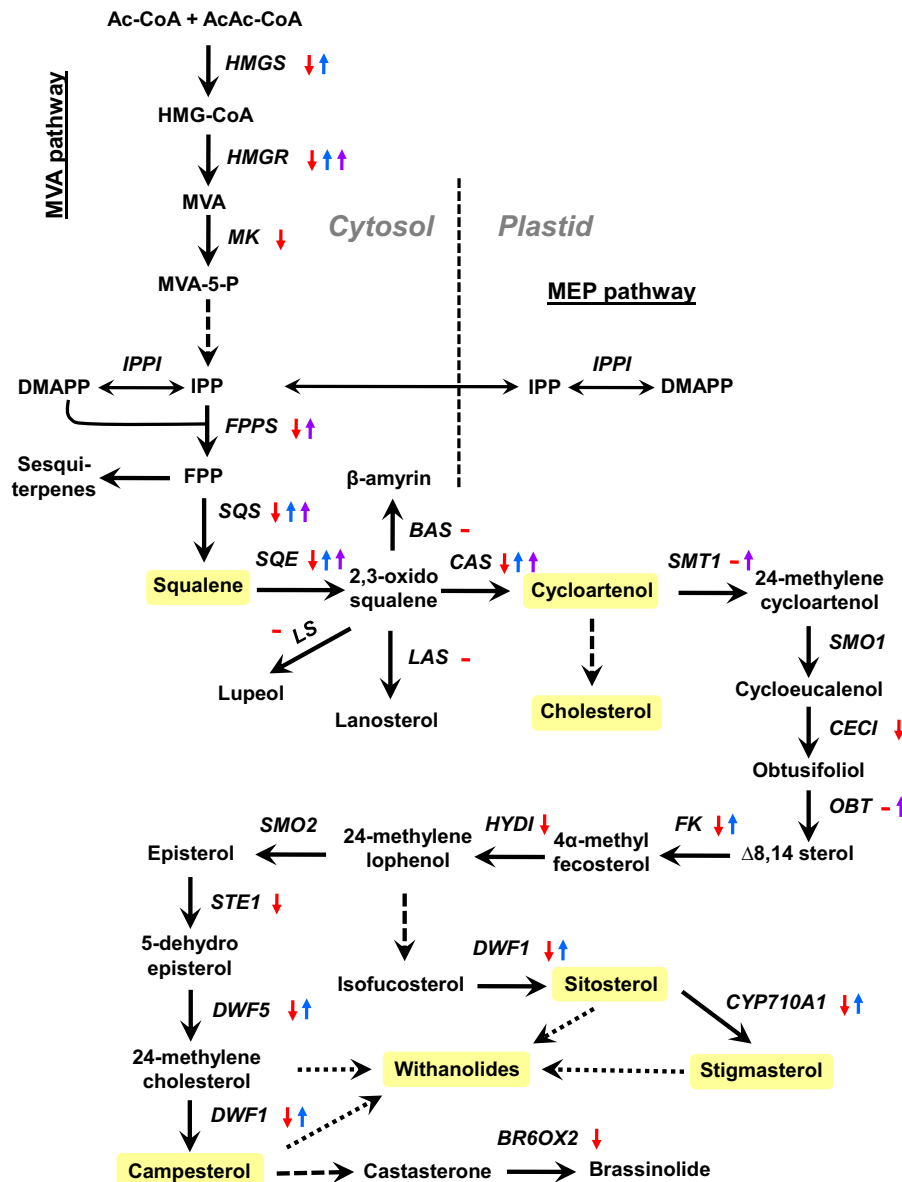 Ac-CoA + AcAc-CoA
HMGS
MVA pathway
HMG-CoA
HMGR
MVA
Cytosol
Plastid
MK
MVA-5-P
MEP pathway
IPPI
IPPI
DMAPP
IPP
IPP
DMAPP
FPPS
Sesqui-
terpenes
FPP
β-amyrin
SQS
BAS –
SQE
CAS
SMT1 –
Squalene
2,3-oxido
squalene
Cycloartenol
24-methylene
cycloartenol
– LS
LAS –
SMO1
Lupeol
Lanosterol
Cholesterol
Cycloeucalenol
CECI
Obtusifoliol
OBT –
SMO2
24-methylene
lophenol
HYDI
4α-methyl
fecosterol
FK
Δ8,14 sterol
Episterol
STE1
5-dehydro
episterol
DWF1
Isofucosterol
Sitosterol
CYP710A1
DWF5
24-methylene
cholesterol
Withanolides
Stigmasterol
DWF1
BR6OX2
Campesterol
Castasterone
Brassinolide